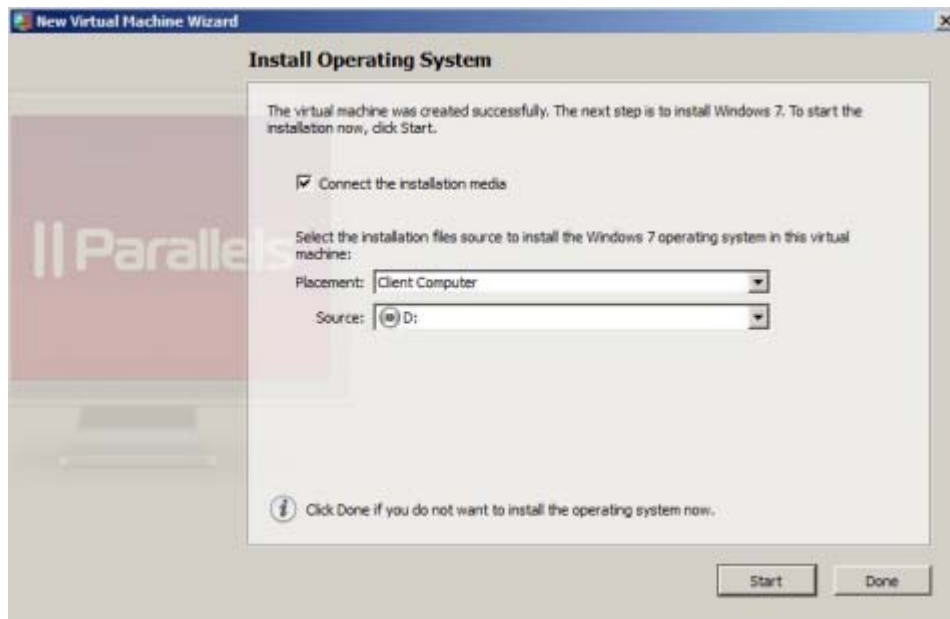 New Virtual Machine Wizard
Install Operating System
The virtual machine was created successfully. The next step is to install Windows 7. To start the
installation now, click Start.
Connect the installation media
Select the installation files source to install the Windows 7 operating system in this virtual
machine:
Placement: Client Computer
Source: D:
|| Parallels
Click Done if you do not want to install the operating system now.
Start Done